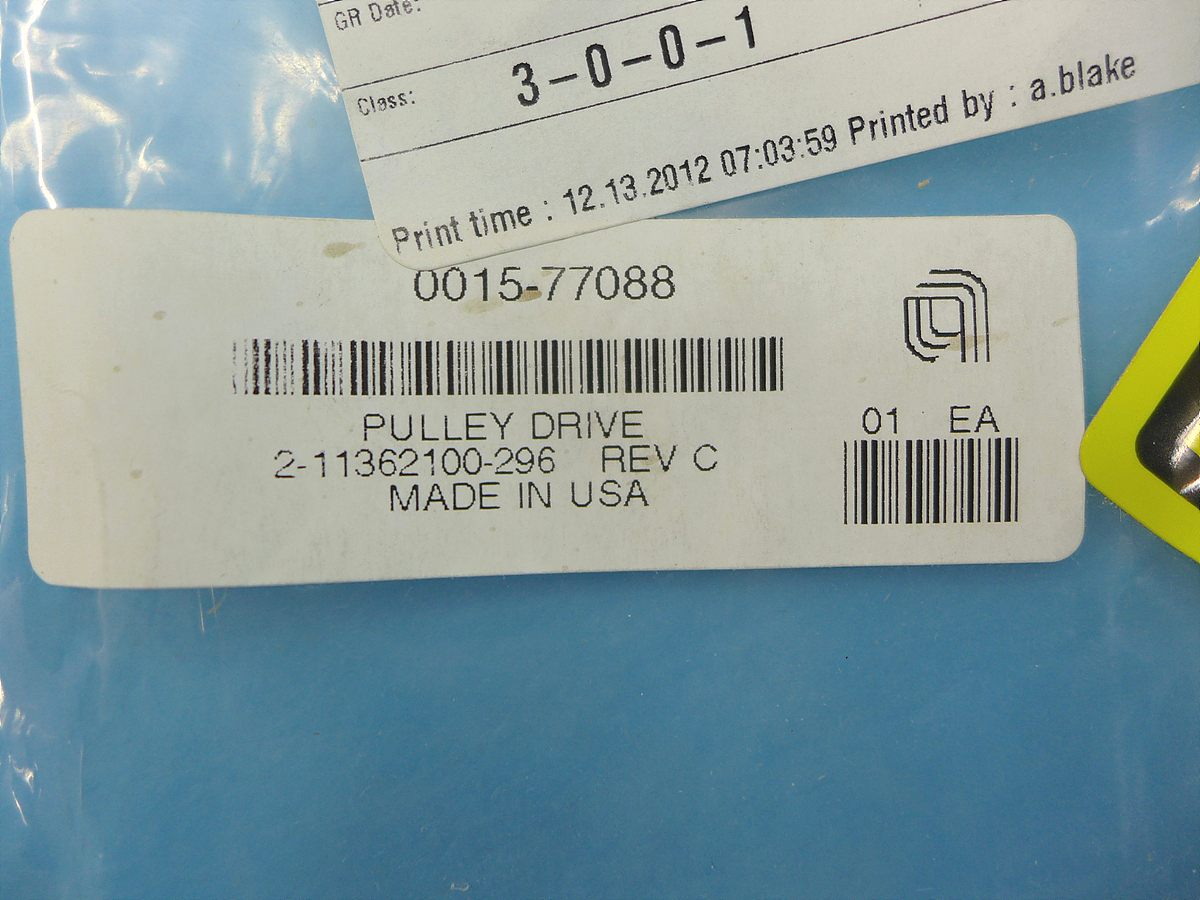 GR Date:
Class: 3-0-0-1
Print time : 12.13.2012 07:03:59 Printed by : a.blake
0015-77088
PULLEY DRIVE
2-11362100-296 REV C
MADE IN USA
01 EA